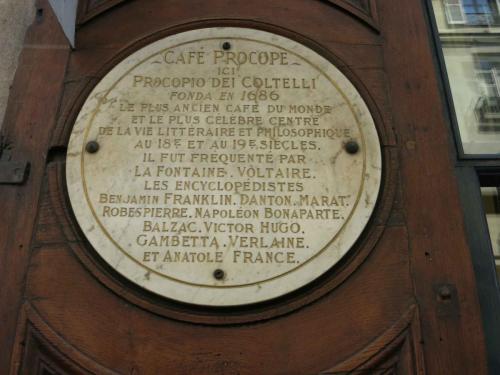 CAFÉ PROCOPE
ICI
PROCOPIO DEI COLTELLI
FONDA EN 1686
LE PLUS ANCIEN CAFÉ DU MONDE
ET LE PLUS CÉLÈBRE CENTRE
DE LA VIE LITTÉRAIRE ET PHILOSOPHIQUE
AU 18E ET AU 19E SIÈCLES.
IL FUT FRÉQUENTÉ PAR
LA FONTAINE. VOLTAIRE.
LES ENCYCLOPÉDISTES
BENJAMIN FRANKLIN. DANTON. MARAT.
ROBESPIERRE. NAPOLÉON BONAPARTE.
BALZAC. VICTOR HUGO.
GAMBETTA. VERLAINE.
ET ANATOLE FRANCE.